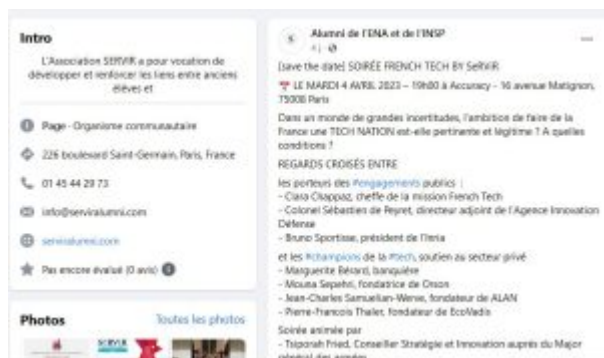 Intro
L'Association SERVIR a pour vocation de
développer et renforcer les liens entre anciens
élèves et
Page · Organisme communautaire
226 boulevard Saint-Germain, Paris, France
01 45 44 29 73
info@serviralumni.com
serviralumni.com
Pas encore évalué (0 avis)
Photos
Toutes les photos
Alumni de l'ENA et de l'INSP
[save the date] SOIRÉE FRENCH TECH BY SERVIR
LE MARDI 4 AVRIL 2023 – 19h00 à Accuracy - 16 avenue Matignon,
75008 Paris
Dans un monde de grandes incertitudes, l'ambition de faire de la
France une TECH NATION est-elle pertinente et légitime ? A quelles
conditions ?
REGARDS CROISÉS ENTRE
les porteurs des #engagements publics :
- Clara Chappaz, cheffe de la mission French Tech
- Colonel Sébastien de Peyret, directeur adjoint de l'Agence Innovation
Défense
- Bruno Sportisse, président de l'Inria
et les #champions de la #tech, soutien au secteur privé
- Marguerite Bérard, banquière
- Mouna Sepehri, fondatrice de Orson
- Jean-Charles Samuelian-Werve, fondateur de ALAN
- Pierre-Francois Thaler, fondateur de EcoVadis
Soirée animée par
- Tsiporah Fried, Conseiller Stratégie et Innovation auprès du Major
général des armées